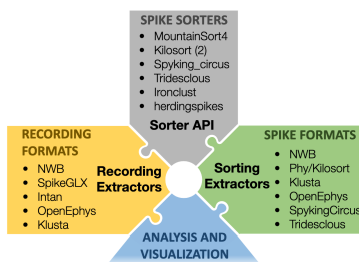 SPIKE SORTERS
• MountainSort4
• Kilosort (2)
• Spyking_circus
• Tridesclous
• Ironclust
• herdingspikes
Sorter API
RECORDING
FORMATS
• NWB
• SpikeGLX
• Intan
• OpenEphys
• Klusta
Recording
Extractors
Sorting
Extractors
SPIKE FORMATS
• NWB
• Phy/Kilosort
• Klusta
• OpenEphys
• SpykingCircus
• Tridesclous
ANALYSIS AND
VISUALIZATION